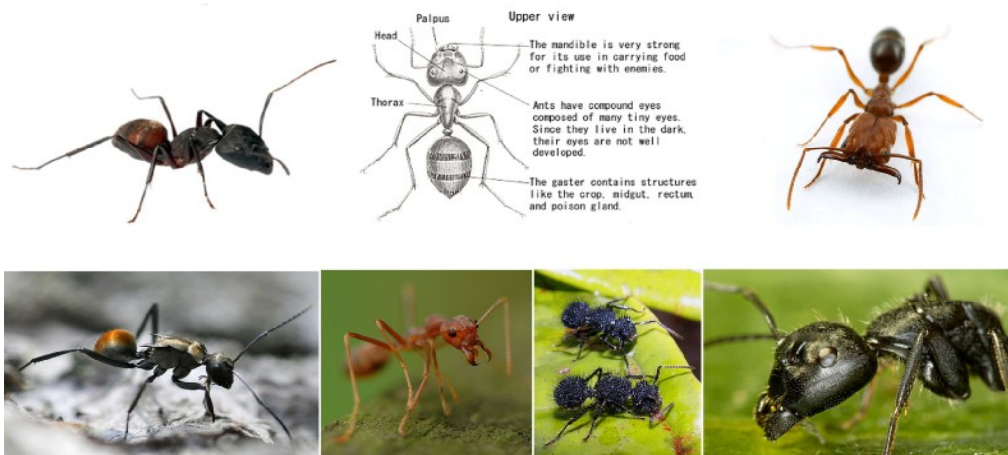 Palpus
Upper view
Head
The mandible is very strong
for its use in carrying food
or fighting with enemies.
Thorax
Ants have compound eyes
composed of many tiny eyes.
Since they live in the dark,
their eyes are not well
developed.
The gaster contains structures
like the crop, midgut, rectum,
and poison gland.